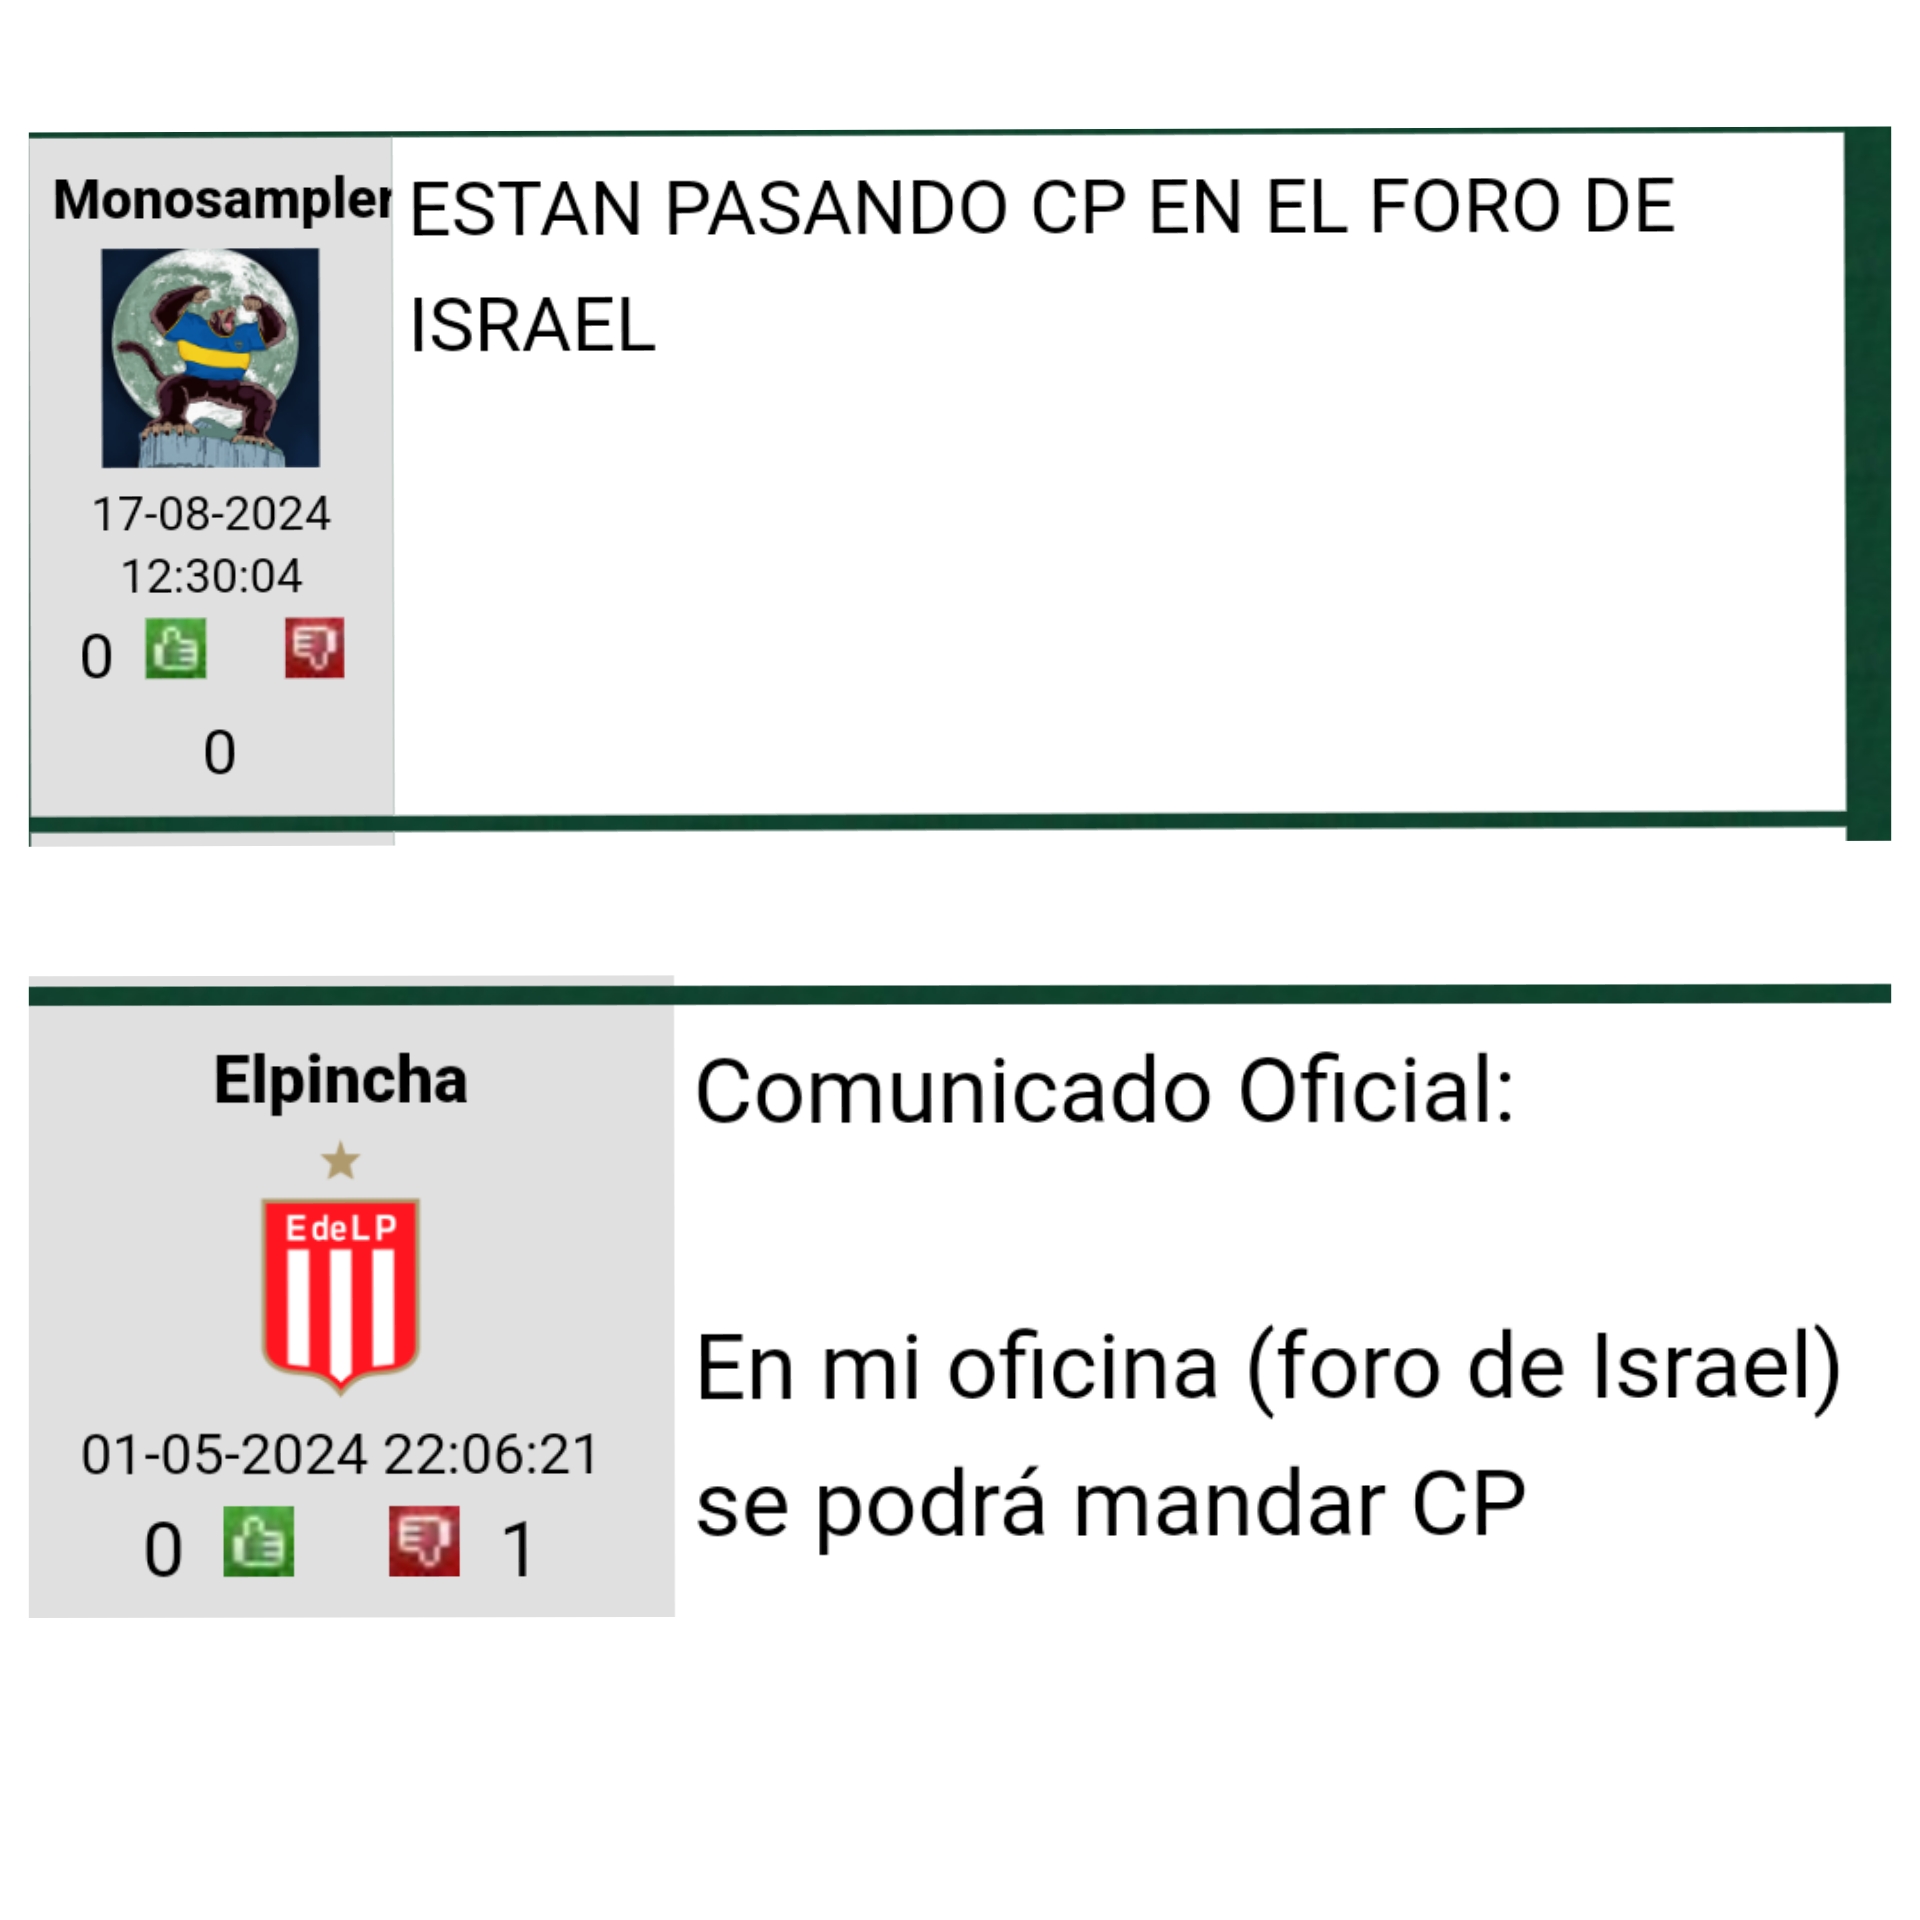 Monosampler
ESTAN PASANDO CP EN EL FORO DE
ISRAEL
17-08-2024
12:30:04
0
0
Elpincha
EdeLP
01-05-2024 22:06:21
0 1
Comunicado Oficial:
En mi oficina (foro de Israel)
se podrá mandar CP